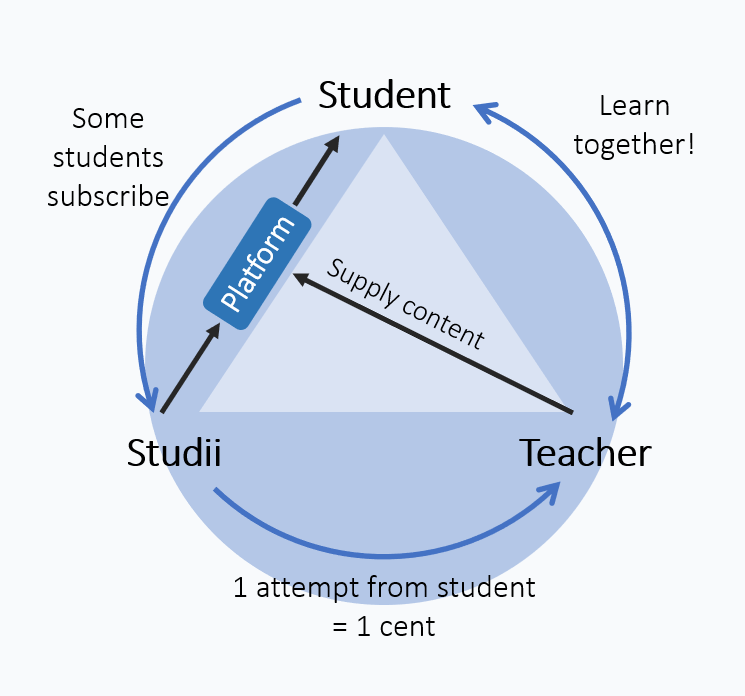 Student
Some
students
subscribe
Learn
together!
Platform
Supply content
Studii
Teacher
1 attempt from student
= 1 cent